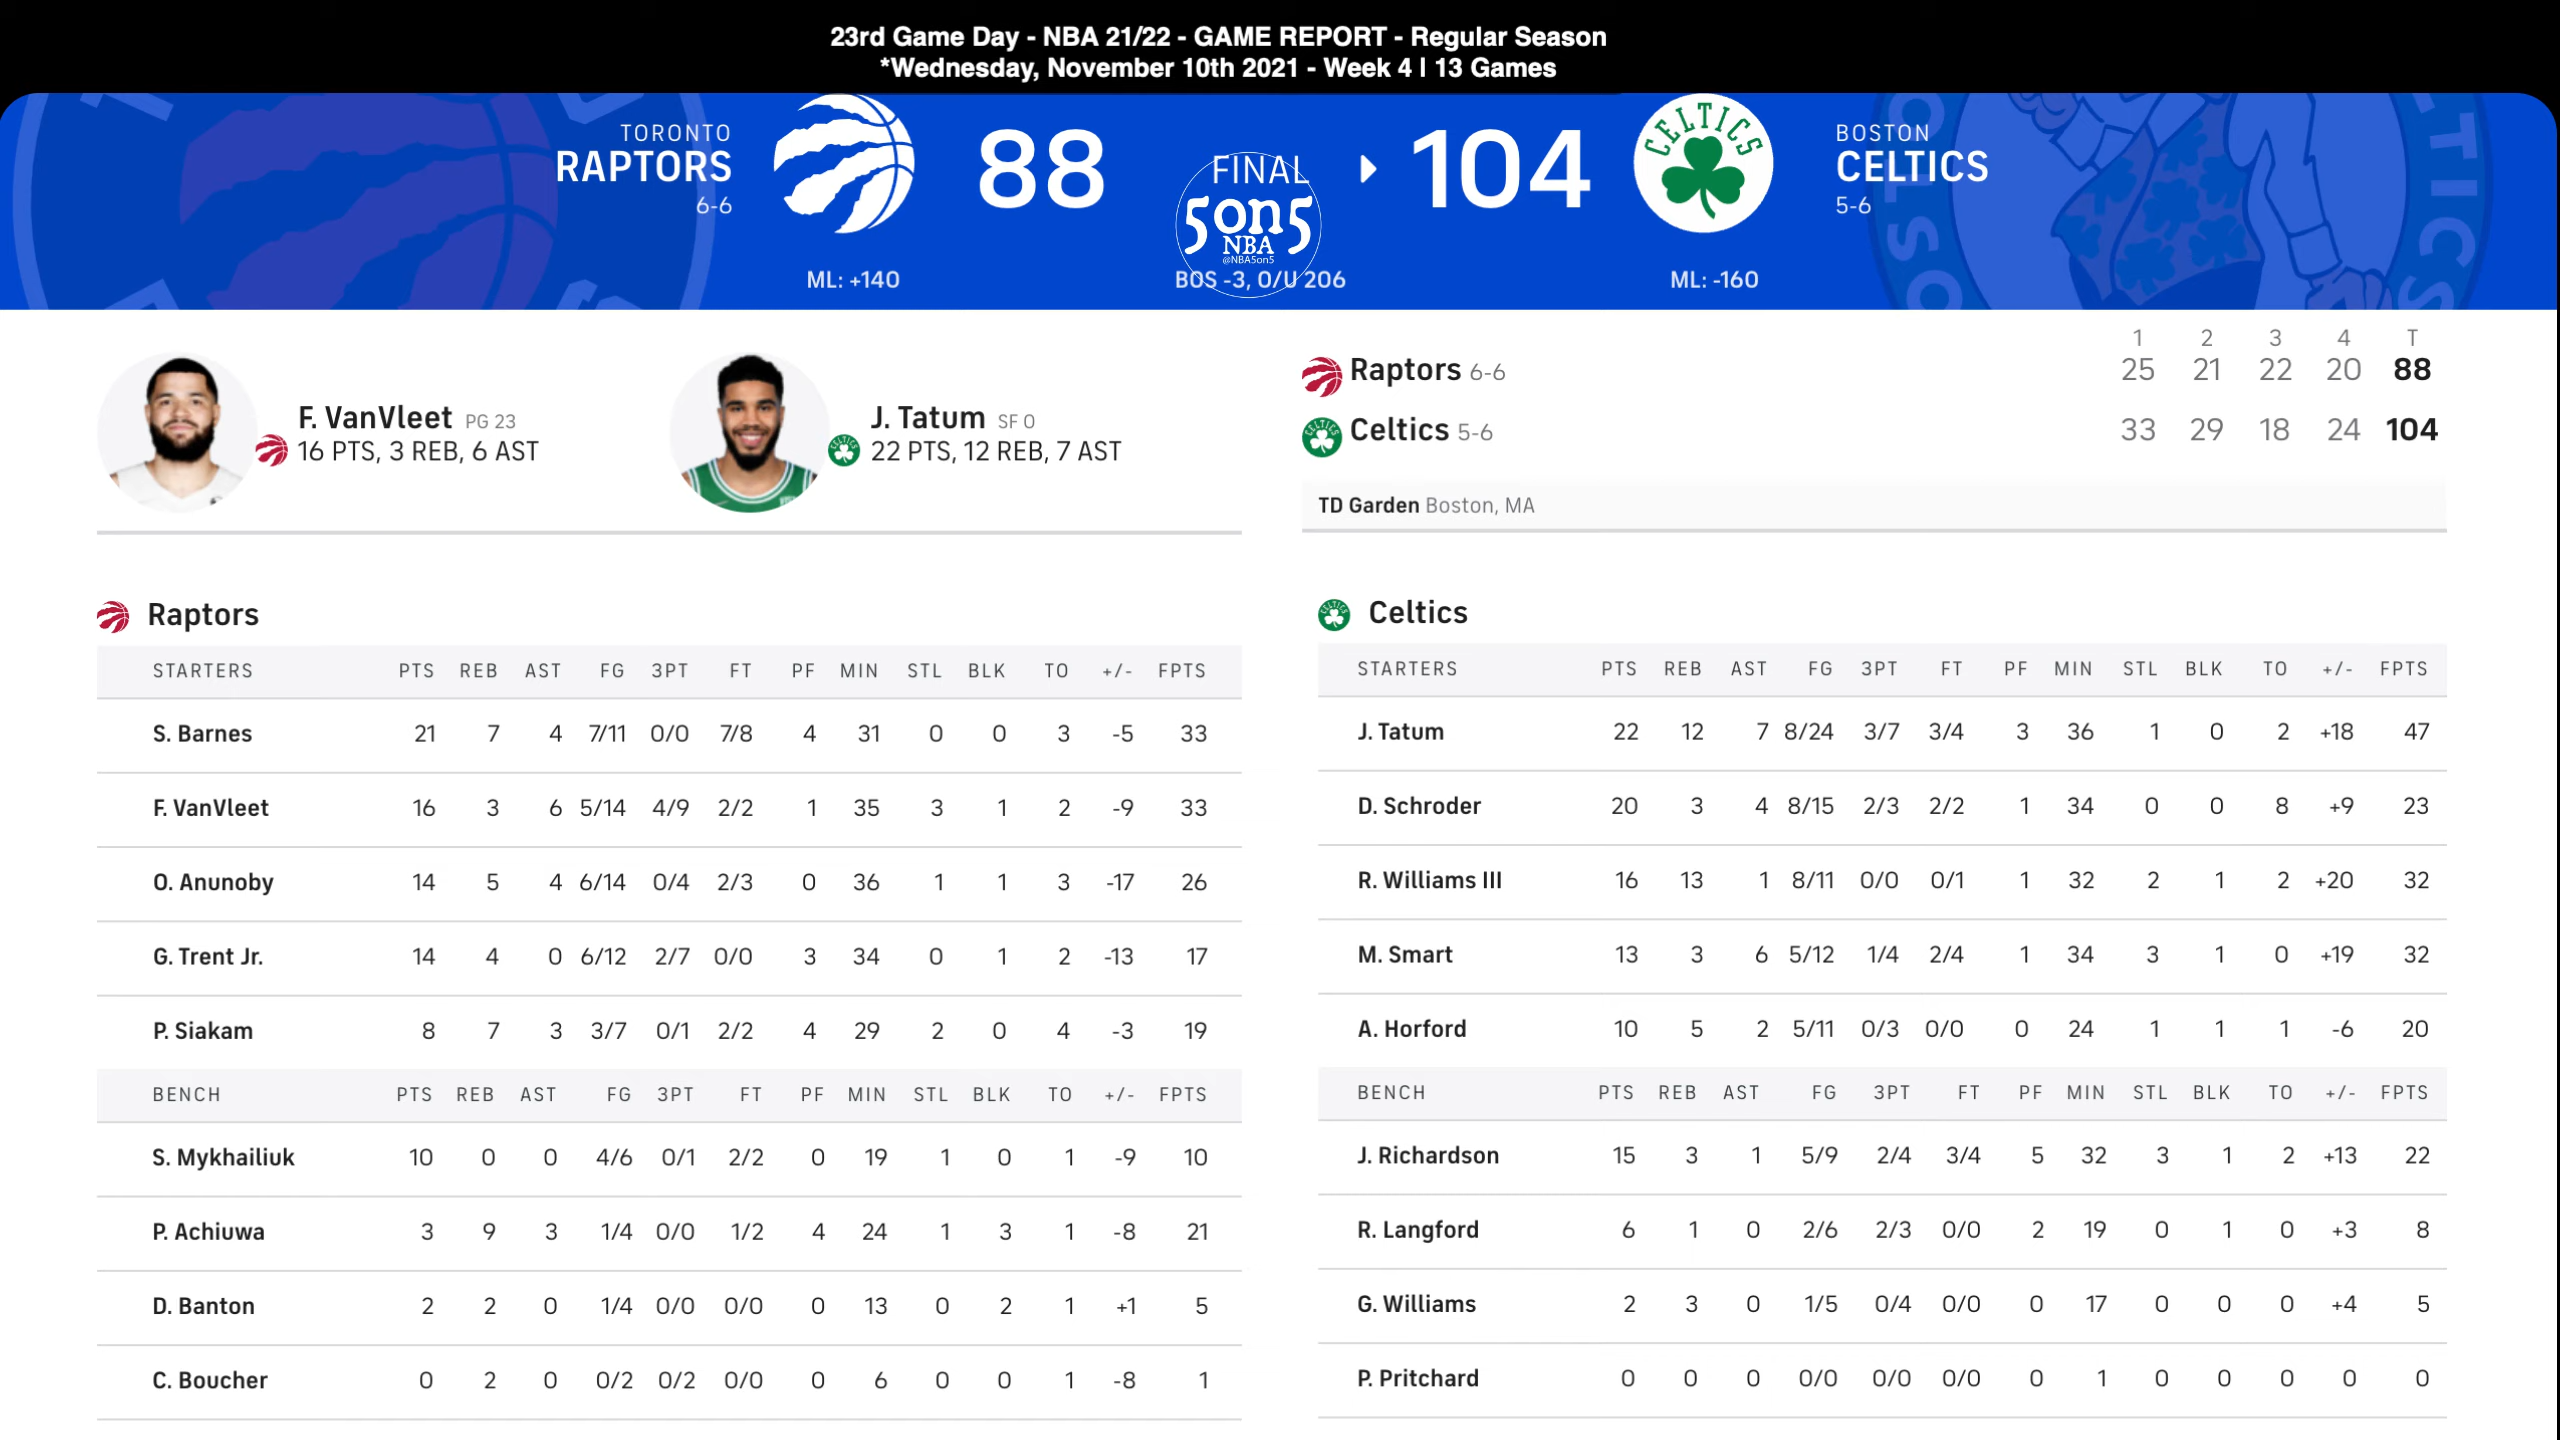 23rd Game Day - NBA 21/22 - GAME REPORT - Regular Season
*Wednesday, November 10th 2021 - Week 4 | 13 Games
TORONTO
RAPTORS
6-6
88
FINAL
104
CELTICS
BOSTON
CELTICS
5-6
5on5
NBA
@NBA5on5
ML: +140
BOS -3, O/U 206
ML: -160
F. VanVleet PG 23
16 PTS, 3 REB, 6 AST
J. Tatum SF 0
22 PTS, 12 REB, 7 AST
1 2 3 4 T
Raptors 6-6 25 21 22 20 88
Celtics 5-6 33 29 18 24 104
TD Garden Boston, MA
Raptors
STARTERS PTS REB AST FG 3PT FT PF MIN STL BLK TO +/- FPTS
S. Barnes 21 7 4 7/11 0/0 7/8 4 31 0 0 3 -5 33
F. VanVleet 16 3 6 5/14 4/9 2/2 1 35 3 1 2 -9 33
O. Anunoby 14 5 4 6/14 0/4 2/3 0 36 1 1 3 -17 26
G. Trent Jr. 14 4 0 6/12 2/7 0/0 3 34 0 1 2 -13 17
P. Siakam 8 7 3 3/7 0/1 2/2 4 29 2 0 4 -3 19
BENCH PTS REB AST FG 3PT FT PF MIN STL BLK TO +/- FPTS
S. Mykhailiuk 10 0 0 4/6 0/1 2/2 0 19 1 0 1 -9 10
P. Achiuwa 3 9 3 1/4 0/0 1/2 4 24 1 3 1 -8 21
D. Banton 2 2 0 1/4 0/0 0/0 0 13 0 2 1 +1 5
C. Boucher 0 2 0 0/2 0/2 0/0 0 6 0 0 1 -8 1
Celtics
STARTERS PTS REB AST FG 3PT FT PF MIN STL BLK TO +/- FPTS
J. Tatum 22 12 7 8/24 3/7 3/4 3 36 1 0 2 +18 47
D. Schroder 20 3 4 8/15 2/3 2/2 1 34 0 0 8 +9 23
R. Williams III 16 13 1 8/11 0/0 0/1 1 32 2 1 2 +20 32
M. Smart 13 3 6 5/12 1/4 2/4 1 34 3 1 0 +19 32
A. Horford 10 5 2 5/11 0/3 0/0 0 24 1 1 1 -6 20
BENCH PTS REB AST FG 3PT FT PF MIN STL BLK TO +/- FPTS
J. Richardson 15 3 1 5/9 2/4 3/4 5 32 3 1 2 +13 22
R. Langford 6 1 0 2/6 2/3 0/0 2 19 0 1 0 +3 8
G. Williams 2 3 0 1/5 0/4 0/0 0 17 0 0 0 +4 5
P. Pritchard 0 0 0 0/0 0/0 0/0 0 1 0 0 0 0 0